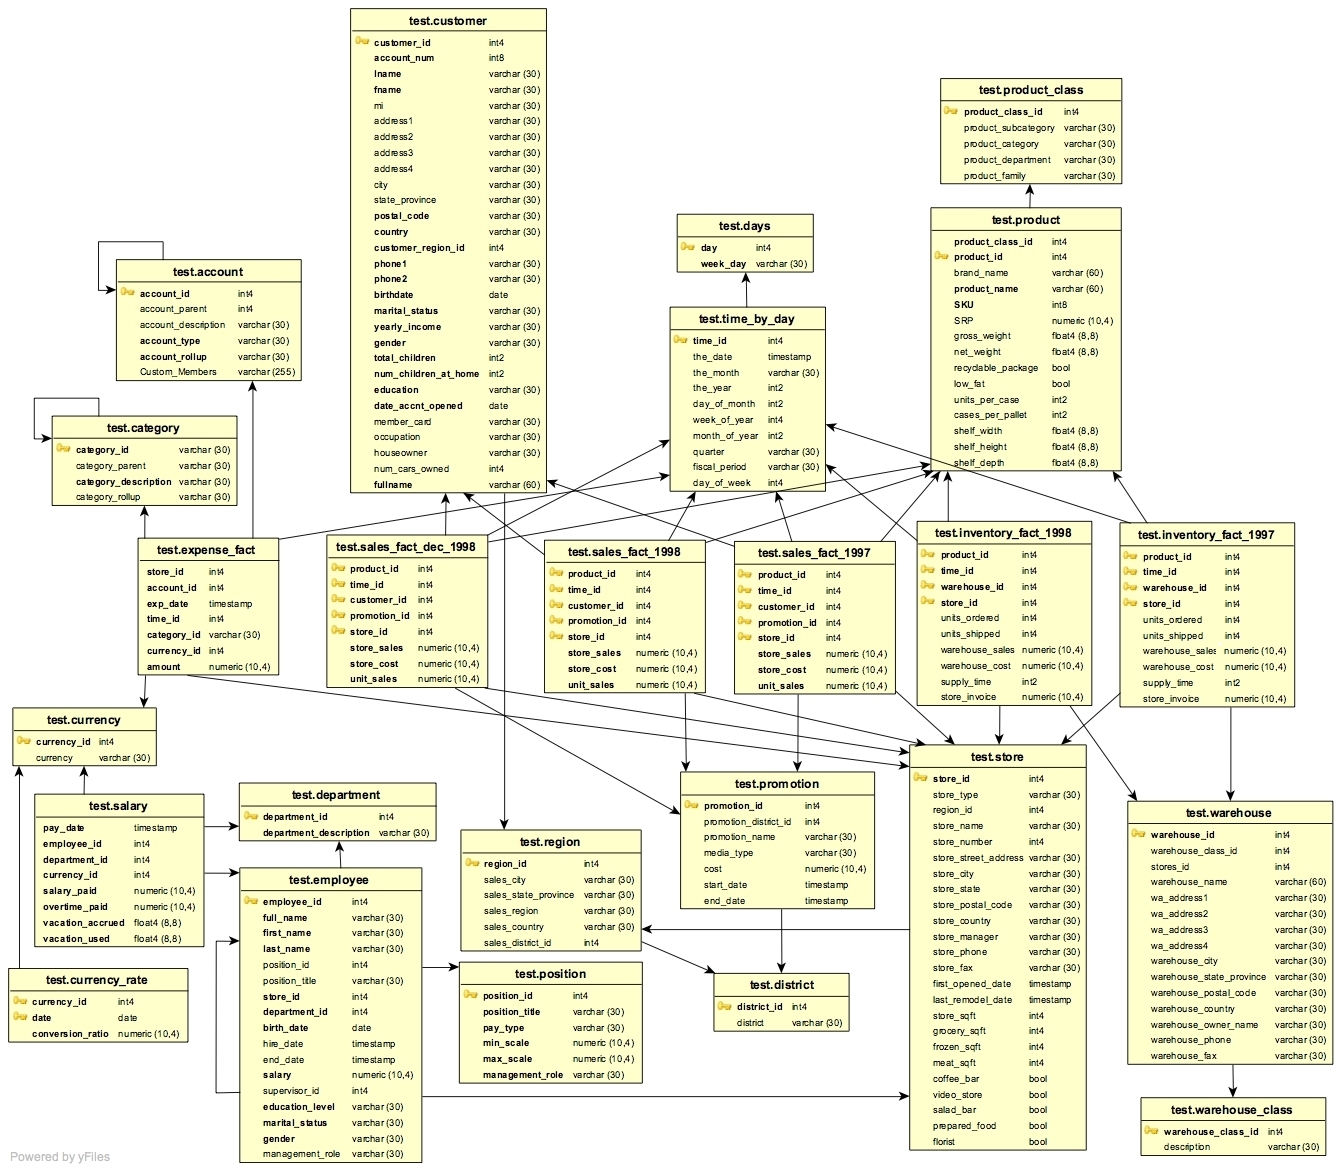 test.customer
customer_id int4
account_num int8
lname varchar (30)
fname varchar (30)
mi varchar (30)
address1 varchar (30)
address2 varchar (30)
address3 varchar (30)
address4 varchar (30)
city varchar (30)
state_province varchar (30)
postal_code varchar (30)
country varchar (30)
customer_region_id int4
phone1 varchar (30)
phone2 varchar (30)
birthdate date
marital_status varchar (30)
yearly_income varchar (30)
gender varchar (30)
total_children int2
num_children_at_home int2
education varchar (30)
date_accnt_opened date
member_card varchar (30)
occupation varchar (30)
houseowner varchar (30)
num_cars_owned int4
fullname varchar (60)
test.product_class
product_class_id int4
product_subcategory varchar (30)
product_category varchar (30)
product_department varchar (30)
product_family varchar (30)
test.product
product_class_id int4
product_id int4
brand_name varchar (60)
product_name varchar (60)
SKU int8
SRP numeric (10,4)
gross_weight float4 (8,8)
net_weight float4 (8,8)
recyclable_package bool
low_fat bool
units_per_case int2
cases_per_pallet int2
shelf_width float4 (8,8)
shelf_height float4 (8,8)
shelf_depth float4 (8,8)
test.days
day int4
week_day varchar (30)
test.time_by_day
time_id int4
the_date timestamp
the_month varchar (30)
the_year int2
day_of_month int2
week_of_year int4
month_of_year int2
quarter varchar (30)
fiscal_period varchar (30)
day_of_week int4
test.account
account_id int4
account_parent int4
account_description varchar (30)
account_type varchar (30)
account_rollup varchar (30)
Custom_Members varchar (255)
test.category
category_id varchar (30)
category_parent varchar (30)
category_description varchar (30)
category_rollup varchar (30)
test.expense_fact
store_id int4
account_id int4
exp_date timestamp
time_id int4
category_id varchar (30)
currency_id int4
amount numeric (10,4)
test.sales_fact_dec_1998
product_id int4
time_id int4
customer_id int4
promotion_id int4
store_id int4
store_sales numeric (10,4)
store_cost numeric (10,4)
unit_sales numeric (10,4)
test.sales_fact_1998
product_id int4
time_id int4
customer_id int4
promotion_id int4
store_id int4
store_sales numeric (10,4)
store_cost numeric (10,4)
unit_sales numeric (10,4)
test.sales_fact_1997
product_id int4
time_id int4
customer_id int4
promotion_id int4
store_id int4
store_sales numeric (10,4)
store_cost numeric (10,4)
unit_sales numeric (10,4)
test.inventory_fact_1998
product_id int4
time_id int4
warehouse_id int4
store_id int4
units_ordered int4
units_shipped int4
warehouse_sales numeric (10,4)
warehouse_cost numeric (10,4)
supply_time int2
store_invoice numeric (10,4)
test.inventory_fact_1997
product_id int4
time_id int4
warehouse_id int4
store_id int4
units_ordered int4
units_shipped int4
warehouse_sales numeric (10,4)
warehouse_cost numeric (10,4)
supply_time int2
store_invoice numeric (10,4)
test.currency
currency_id int4
currency varchar (30)
test.salary
pay_date timestamp
employee_id int4
department_id int4
currency_id int4
salary_paid numeric (10,4)
overtime_paid numeric (10,4)
vacation_accrued float4 (8,8)
vacation_used float4 (8,8)
test.currency_rate
currency_id int4
date date
conversion_ratio numeric (10,4)
test.department
department_id int4
department_description varchar (30)
test.employee
employee_id int4
full_name varchar (30)
first_name varchar (30)
last_name varchar (30)
position_id int4
position_title varchar (30)
store_id int4
department_id int4
birth_date date
hire_date timestamp
end_date timestamp
salary numeric (10,4)
supervisor_id int4
education_level varchar (30)
marital_status varchar (30)
gender varchar (30)
management_role varchar (30)
test.region
region_id int4
sales_city varchar (30)
sales_state_province varchar (30)
sales_region varchar (30)
sales_country varchar (30)
sales_district_id int4
test.position
position_id int4
position_title varchar (30)
pay_type varchar (30)
min_scale numeric (10,4)
max_scale numeric (10,4)
management_role varchar (30)
test.promotion
promotion_id int4
promotion_district_id int4
promotion_name varchar (30)
media_type varchar (30)
cost numeric (10,4)
start_date timestamp
end_date timestamp
test.district
district_id int4
district varchar (30)
test.store
store_id int4
store_type varchar (30)
region_id int4
store_name varchar (30)
store_number int4
store_street_address varchar (30)
store_city varchar (30)
store_state varchar (30)
store_postal_code varchar (30)
store_country varchar (30)
store_manager varchar (30)
store_phone varchar (30)
store_fax varchar (30)
first_opened_date timestamp
last_remodel_date timestamp
store_sqft int4
grocery_sqft int4
frozen_sqft int4
meat_sqft int4
coffee_bar bool
video_store bool
salad_bar bool
prepared_food bool
florist bool
test.warehouse
warehouse_id int4
warehouse_class_id int4
stores_id int4
warehouse_name varchar (60)
wa_address1 varchar (30)
wa_address2 varchar (30)
wa_address3 varchar (30)
wa_address4 varchar (30)
warehouse_city varchar (30)
warehouse_state_province varchar (30)
warehouse_postal_code varchar (30)
warehouse_country varchar (30)
warehouse_owner_name varchar (30)
warehouse_phone varchar (30)
warehouse_fax varchar (30)
test.warehouse_class
warehouse_class_id int4
description varchar (30)
Powered by yFiles